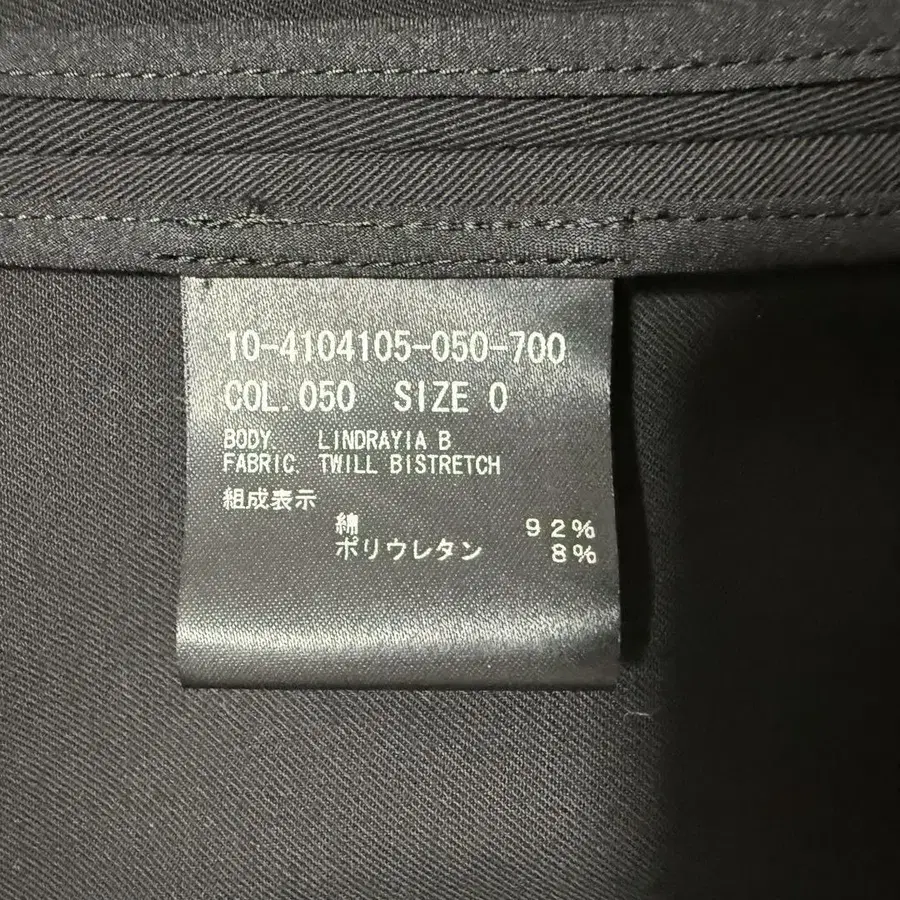 10-4104105-050-700
COL.050 SIZE 0
BODY. LINDRAYIA B
FABRIC. TWILL BISTRETCH
組成表示
綿 92%
ポリウレタン 8%